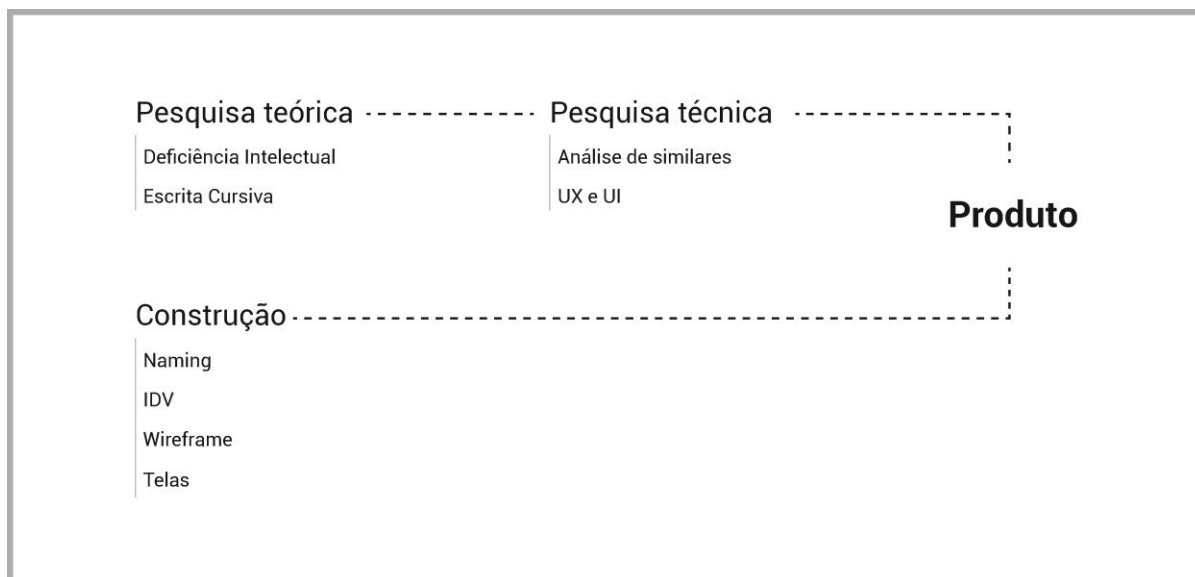 Pesquisa teórica
Deficiência Intelectual
Escrita Cursiva
Pesquisa técnica
Análise de similares
UX e UI
Produto
Construção
Naming
IDV
Wireframe
Telas